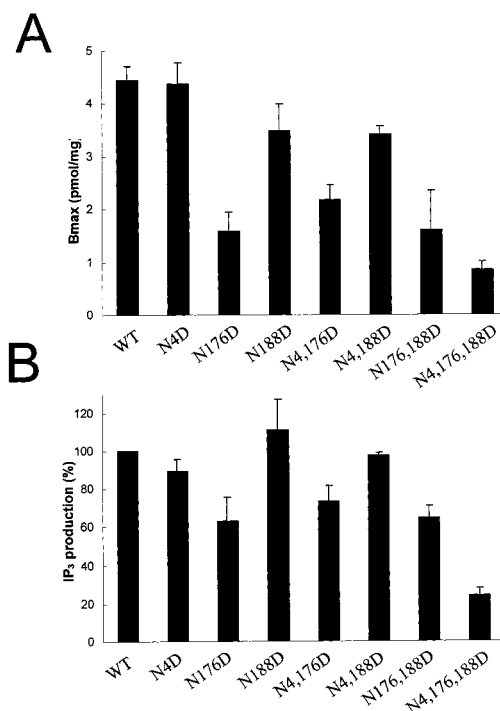 A
Bmax (pmol/mg)
5
4
3
2
1
0
WT
N4D
N176D
N188D
N4,176D
N4,188D
N176,188D
N4,176,188D
B
IP₃ production (%)
120
100
80
60
40
20
0
WT
N4D
N176D
N188D
N4,176D
N4,188D
N176,188D
N4,176,188D